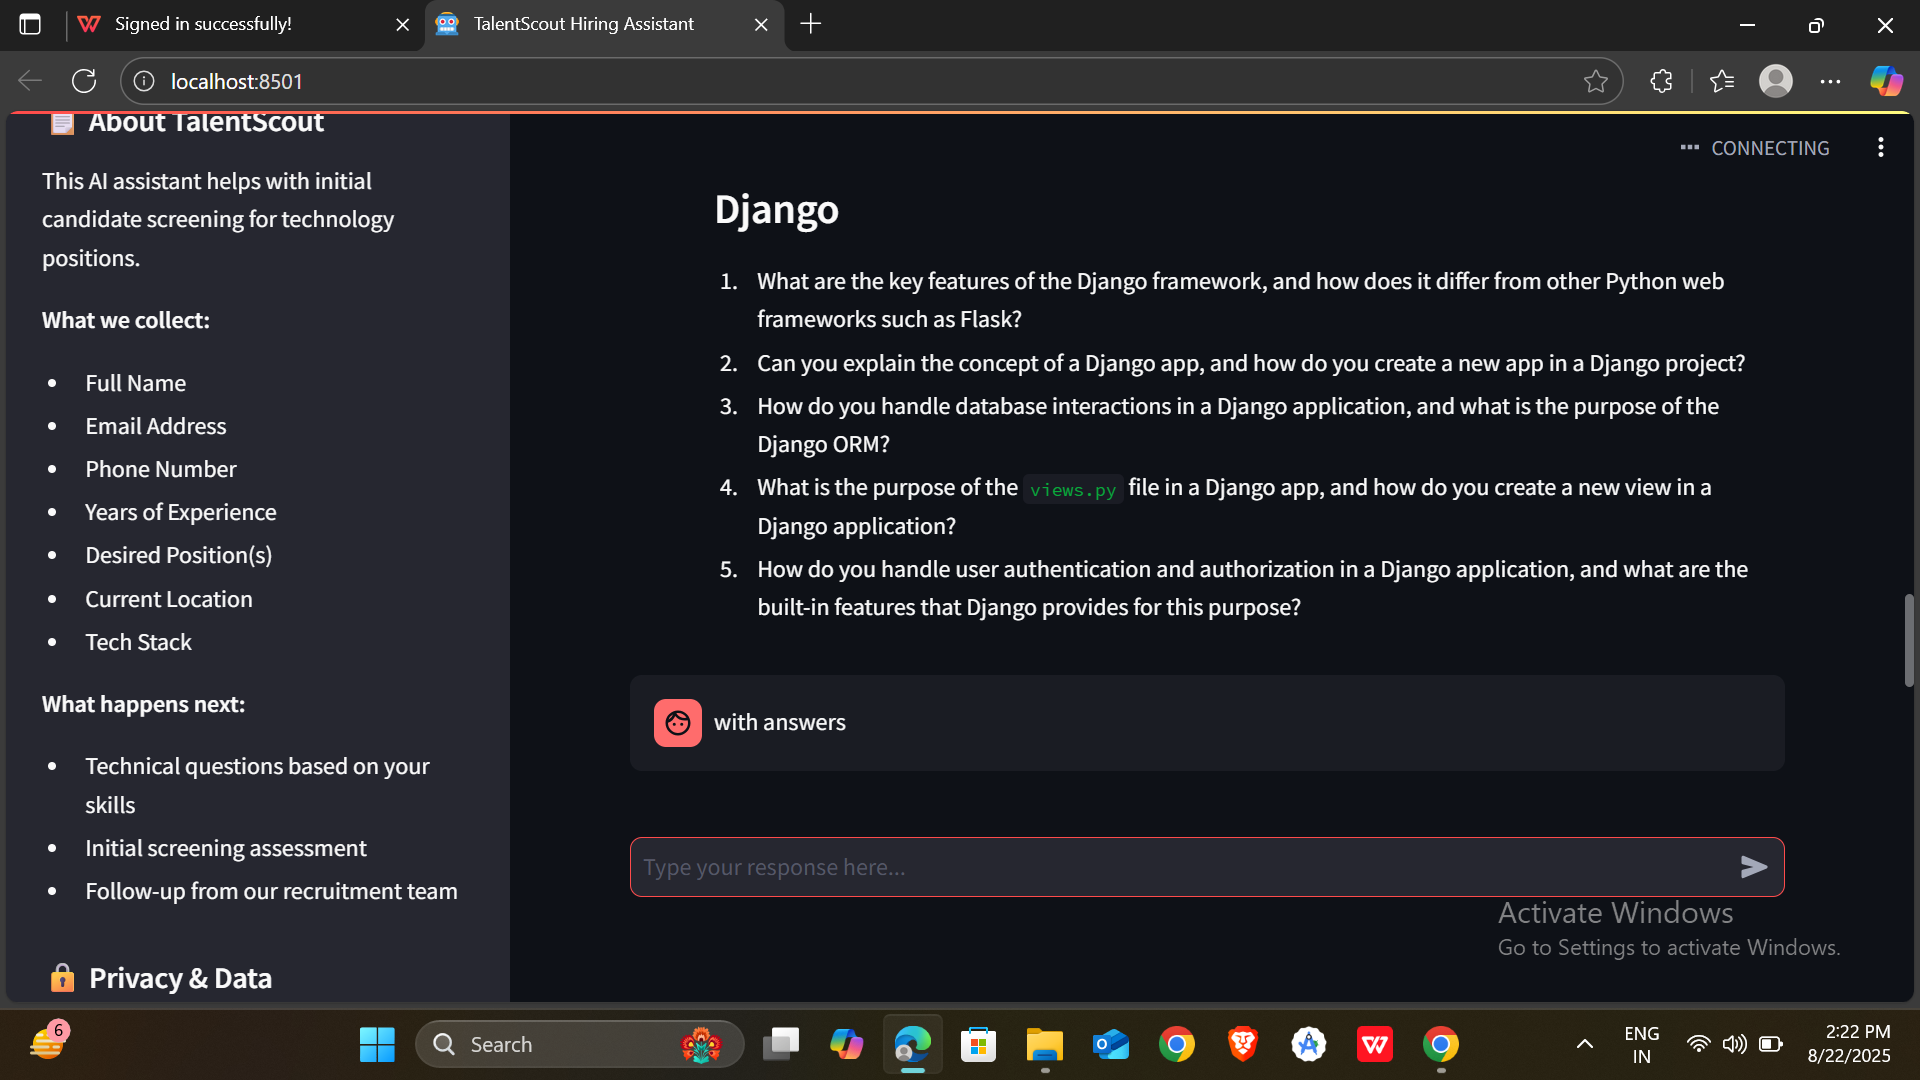 Signed in successfully!
TalentScout Hiring Assistant
localhost:8501
About TalentScout
This AI assistant helps with initial
candidate screening for technology
positions.
What we collect:
• Full Name
• Email Address
• Phone Number
• Years of Experience
• Desired Position(s)
• Current Location
• Tech Stack
What happens next:
• Technical questions based on your
skills
• Initial screening assessment
• Follow-up from our recruitment team
Privacy & Data
CONNECTING
Django
1. What are the key features of the Django framework, and how does it differ from other Python web
frameworks such as Flask?
2. Can you explain the concept of a Django app, and how do you create a new app in a Django project?
3. How do you handle database interactions in a Django application, and what is the purpose of the
Django ORM?
4. What is the purpose of the views.py file in a Django app, and how do you create a new view in a
Django application?
5. How do you handle user authentication and authorization in a Django application, and what are the
built-in features that Django provides for this purpose?
with answers
Type your response here...
Activate Windows
Go to Settings to activate Windows.
6
Search
ENG
IN
2:22 PM
8/22/2025